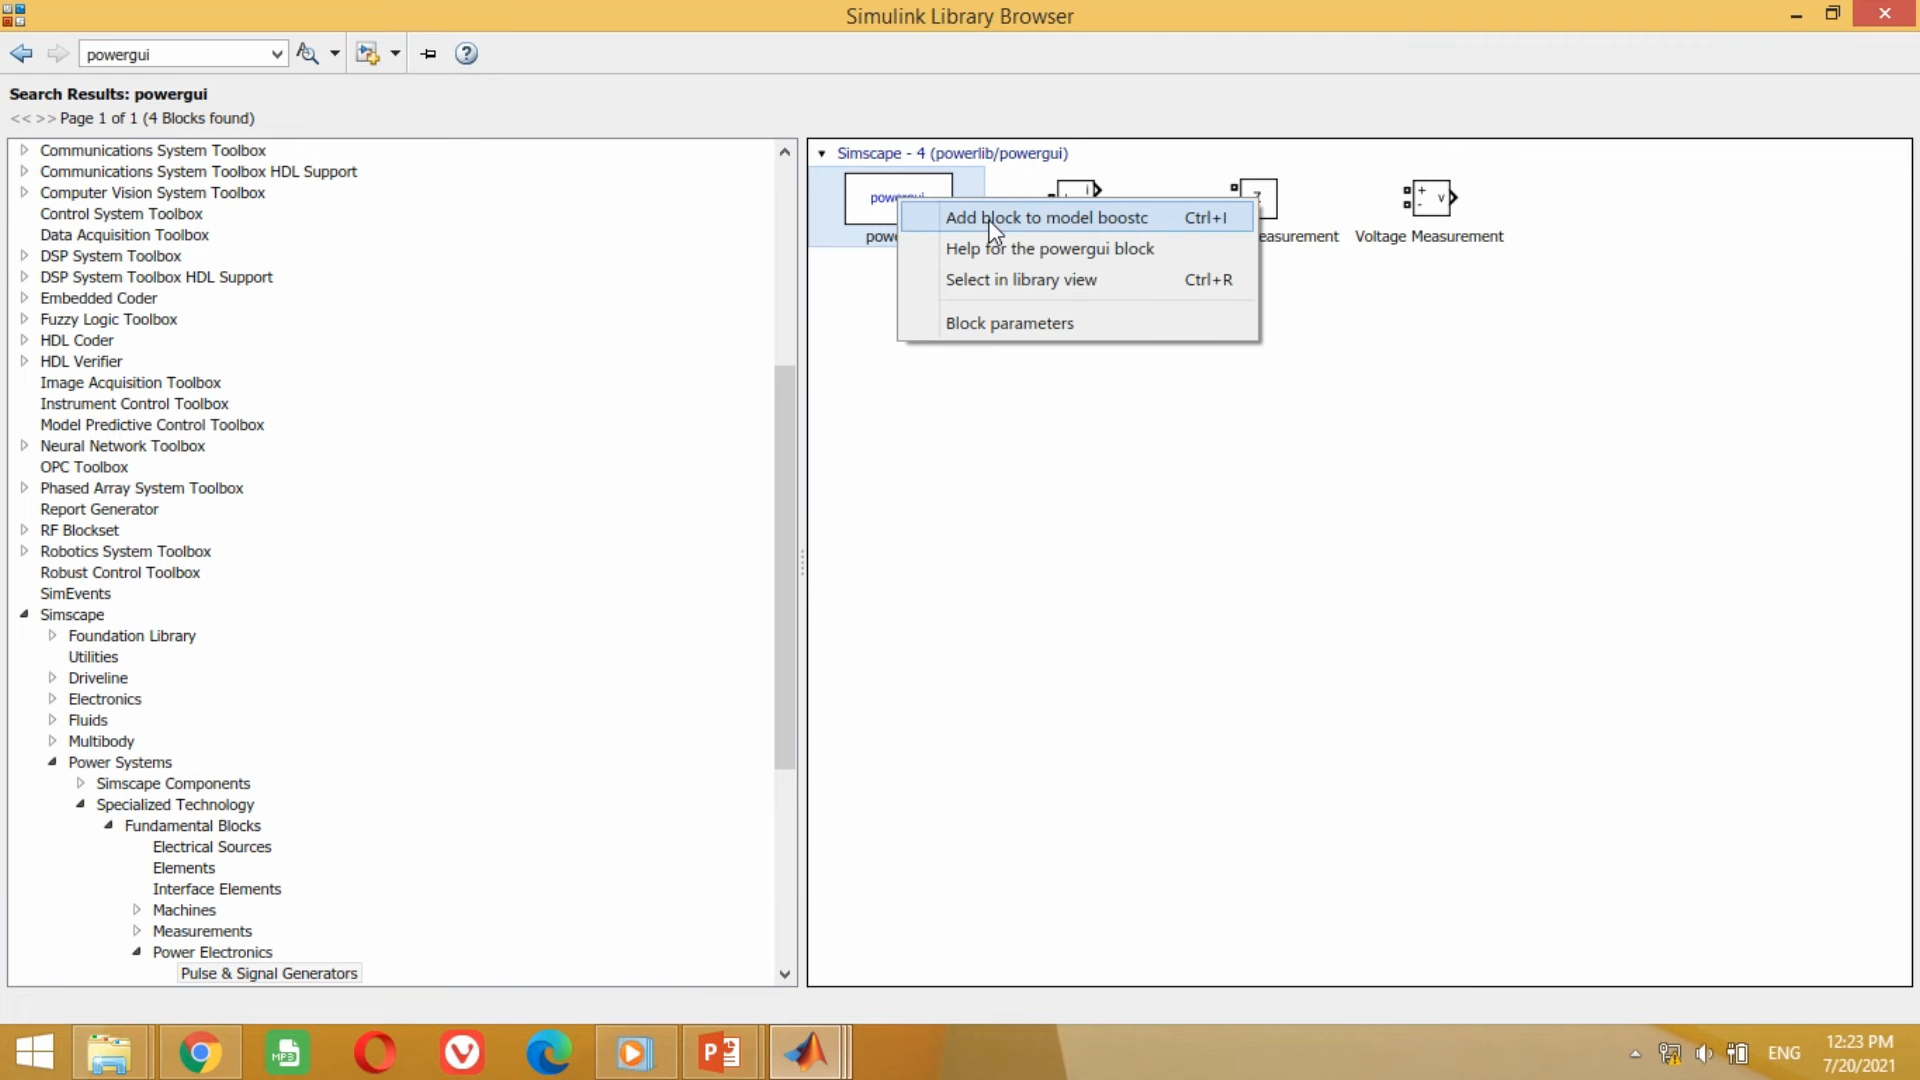 Simulink Library Browser
powergui
Search Results: powergui
<< >> Page 1 of 1 (4 Blocks found)
Communications System Toolbox
Communications System Toolbox HDL Support
Computer Vision System Toolbox
Control System Toolbox
Data Acquisition Toolbox
DSP System Toolbox
DSP System Toolbox HDL Support
Embedded Coder
Fuzzy Logic Toolbox
HDL Coder
HDL Verifier
Image Acquisition Toolbox
Instrument Control Toolbox
Model Predictive Control Toolbox
Neural Network Toolbox
OPC Toolbox
Phased Array System Toolbox
Report Generator
RF Blockset
Robotics System Toolbox
Robust Control Toolbox
SimEvents
Simscape
Foundation Library
Utilities
Driveline
Electronics
Fluids
Multibody
Power Systems
Simscape Components
Specialized Technology
Fundamental Blocks
Electrical Sources
Elements
Interface Elements
Machines
Measurements
Power Electronics
Pulse & Signal Generators
Simscape - 4 (powerlib/powergui)
i
+ v
-
pow
easurement
Voltage Measurement
Add block to model boostc Ctrl+I
Help for the powergui block
Select in library view Ctrl+R
Block parameters
MP3
ENG
12:23 PM
7/20/2021